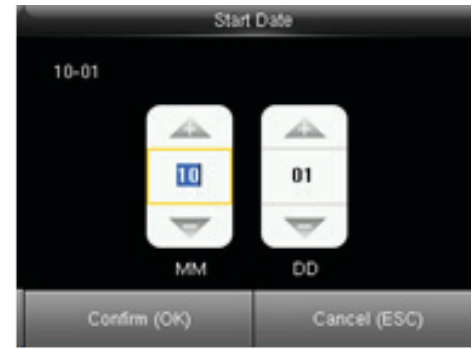 Start Date
10-01
+ +
10 01
- -
MM DD
Confirm (OK) Cancel (ESC)